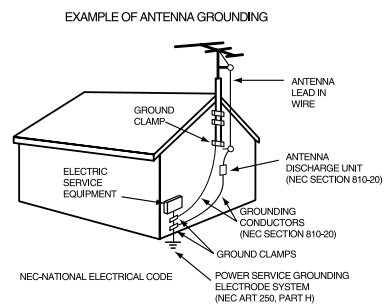 EXAMPLE OF ANTENNA GROUNDING
ANTENNA
LEAD IN
WIRE
GROUND
CLAMP
ANTENNA
DISCHARGE UNIT
(NEC SECTION 810-20)
ELECTRIC
SERVICE
EQUIPMENT
GROUNDING
CONDUCTORS
(NEC SECTION 810-20)
GROUND CLAMPS
NEC-NATIONAL ELECTRICAL CODE
POWER SERVICE GROUNDING
ELECTRODE SYSTEM
(NEC ART 250, PART H)